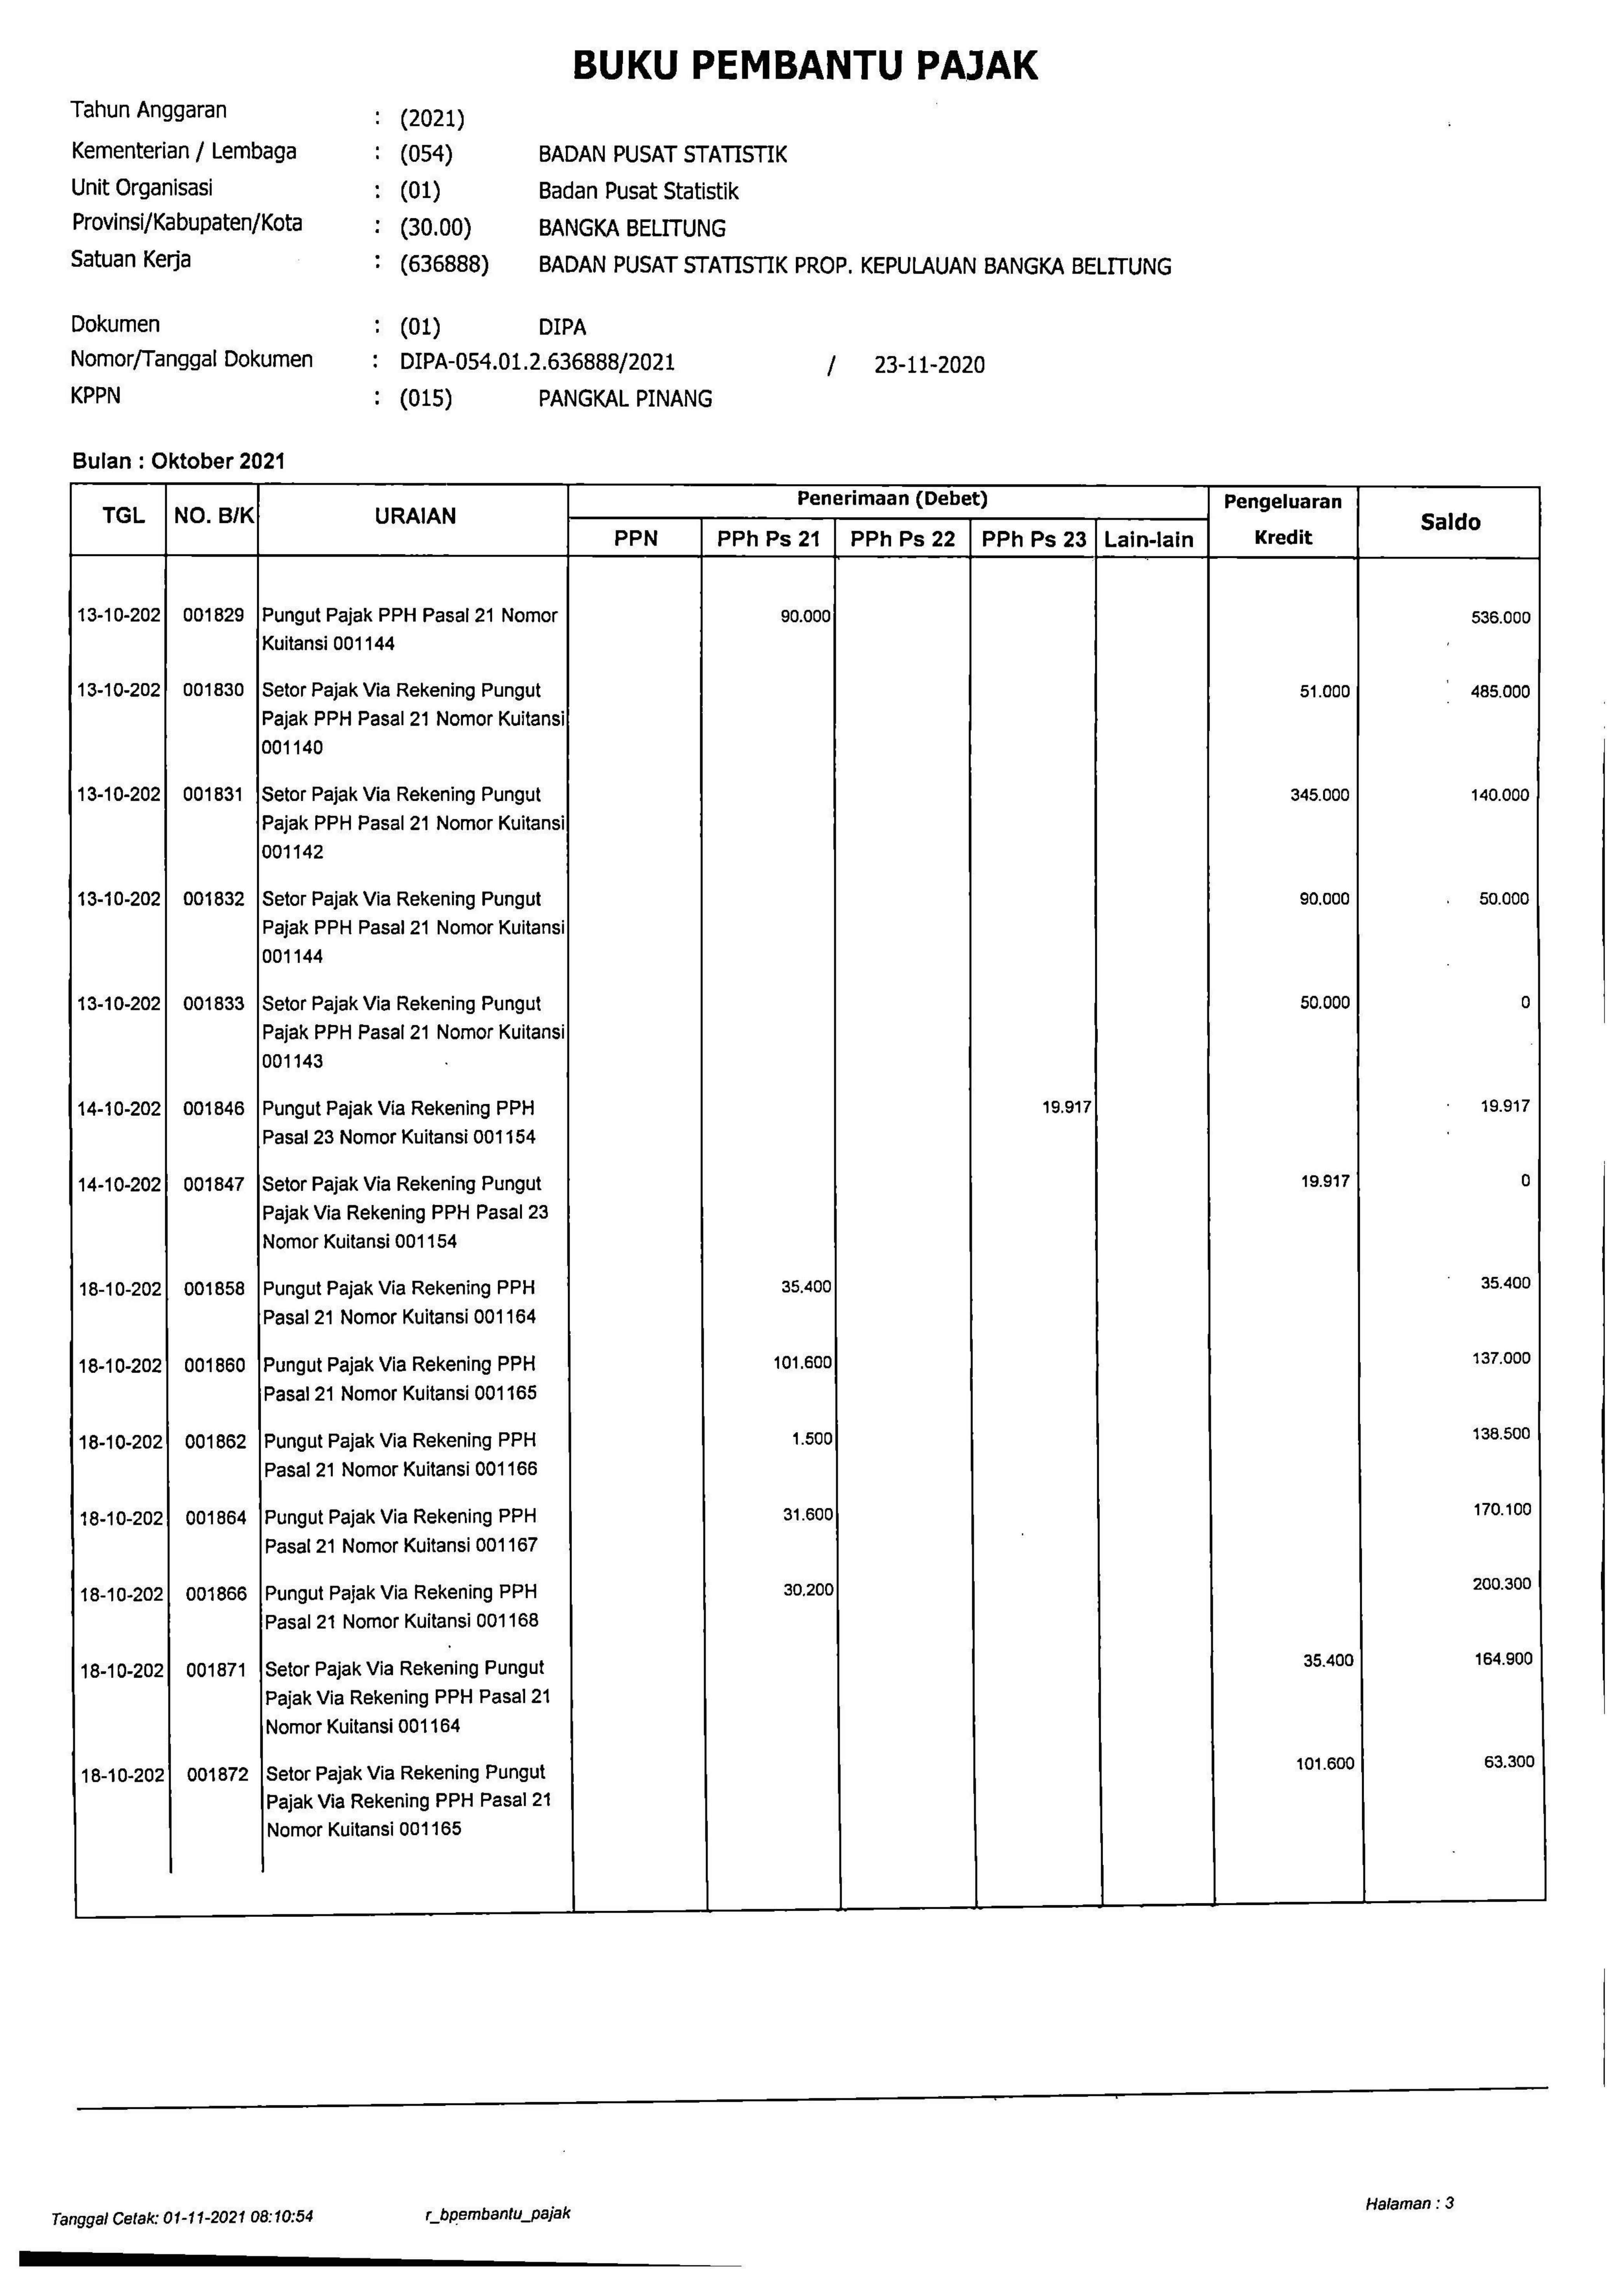 BUKU PEMBANTU PAJAK
Tahun Anggaran : (2021)
Kementerian / Lembaga : (054) BADAN PUSAT STATISTIK
Unit Organisasi : (01) Badan Pusat Statistik
Provinsi/Kabupaten/Kota : (30.00) BANGKA BELITUNG
Satuan Kerja : (636888) BADAN PUSAT STATISTIK PROP. KEPULAUAN BANGKA BELITUNG
Dokumen : (01) DIPA
Nomor/Tanggal Dokumen : DIPA-054.01.2.636888/2021 / 23-11-2020
KPPN : (015) PANGKAL PINANG
Bulan : Oktober 2021
TGL NO. B/K URAIAN Penerimaan (Debet) Pengeluaran Saldo
PPN PPh Ps 21 PPh Ps 22 PPh Ps 23 Lain-lain Kredit
13-10-202 001829 Pungut Pajak PPH Pasal 21 Nomor 90.000 536.000
Kuitansi 001144
13-10-202 001830 Setor Pajak Via Rekening Pungut 51.000 485.000
Pajak PPH Pasal 21 Nomor Kuitansi
001140
13-10-202 001831 Setor Pajak Via Rekening Pungut 345.000 140.000
Pajak PPH Pasal 21 Nomor Kuitansi
001142
13-10-202 001832 Setor Pajak Via Rekening Pungut 90.000 50.000
Pajak PPH Pasal 21 Nomor Kuitansi
001144
13-10-202 001833 Setor Pajak Via Rekening Pungut 50.000 0
Pajak PPH Pasal 21 Nomor Kuitansi
001143
14-10-202 001846 Pungut Pajak Via Rekening PPH 19.917 19.917
Pasal 23 Nomor Kuitansi 001154
14-10-202 001847 Setor Pajak Via Rekening Pungut 19.917 0
Pajak Via Rekening PPH Pasal 23
Nomor Kuitansi 001154
18-10-202 001858 Pungut Pajak Via Rekening PPH 35.400 35.400
Pasal 21 Nomor Kuitansi 001164
18-10-202 001860 Pungut Pajak Via Rekening PPH 101.600 137.000
Pasal 21 Nomor Kuitansi 001165
18-10-202 001862 Pungut Pajak Via Rekening PPH 1.500 138.500
Pasal 21 Nomor Kuitansi 001166
18-10-202 001864 Pungut Pajak Via Rekening PPH 31.600 170.100
Pasal 21 Nomor Kuitansi 001167
18-10-202 001866 Pungut Pajak Via Rekening PPH 30.200 200.300
Pasal 21 Nomor Kuitansi 001168
18-10-202 001871 Setor Pajak Via Rekening Pungut 35.400 164.900
Pajak Via Rekening PPH Pasal 21
Nomor Kuitansi 001164
18-10-202 001872 Setor Pajak Via Rekening Pungut 101.600 63.300
Pajak Via Rekening PPH Pasal 21
Nomor Kuitansi 001165
Tanggal Cetak: 01-11-2021 08:10:54 r_bpembantu_pajak Halaman : 3